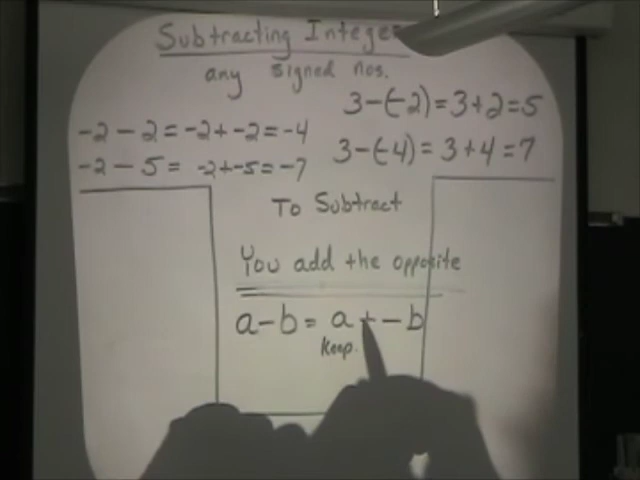 Subtracting Intege
any signed nos.
3-(-2)=3+2=5
-2-2=-2+-2=-4
3-(-4)=3+4=7
-2-5= -2+-5=-7
To Subtract
You add the opposite
a-b= a+-b
keep